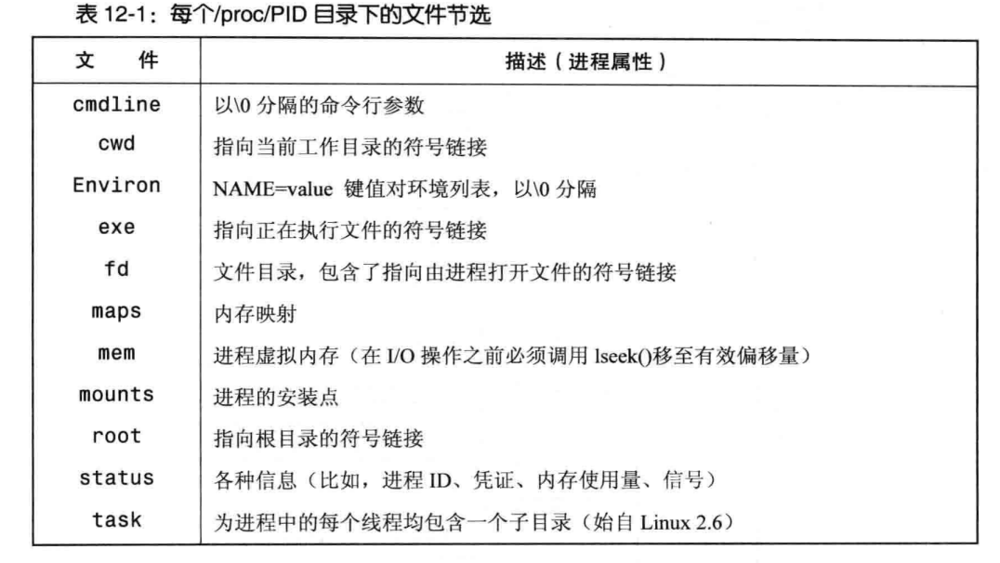 表 12-1：每个/proc/PID 目录下的文件节选
文 件 描述（进程属性）
cmdline 以\0 分隔的命令行参数
cwd 指向当前工作目录的符号链接
Environ NAME=value 键值对环境列表，以\0 分隔
exe 指向正在执行文件的符号链接
fd 文件目录，包含了指向由进程打开文件的符号链接
maps 内存映射
mem 进程虚拟内存（在 I/O 操作之前必须调用 lseek()移至有效偏移量）
mounts 进程的安装点
root 指向根目录的符号链接
status 各种信息（比如，进程 ID、凭证、内存使用量、信号）
task 为进程中的每个线程均包含一个子目录（始自 Linux 2.6）